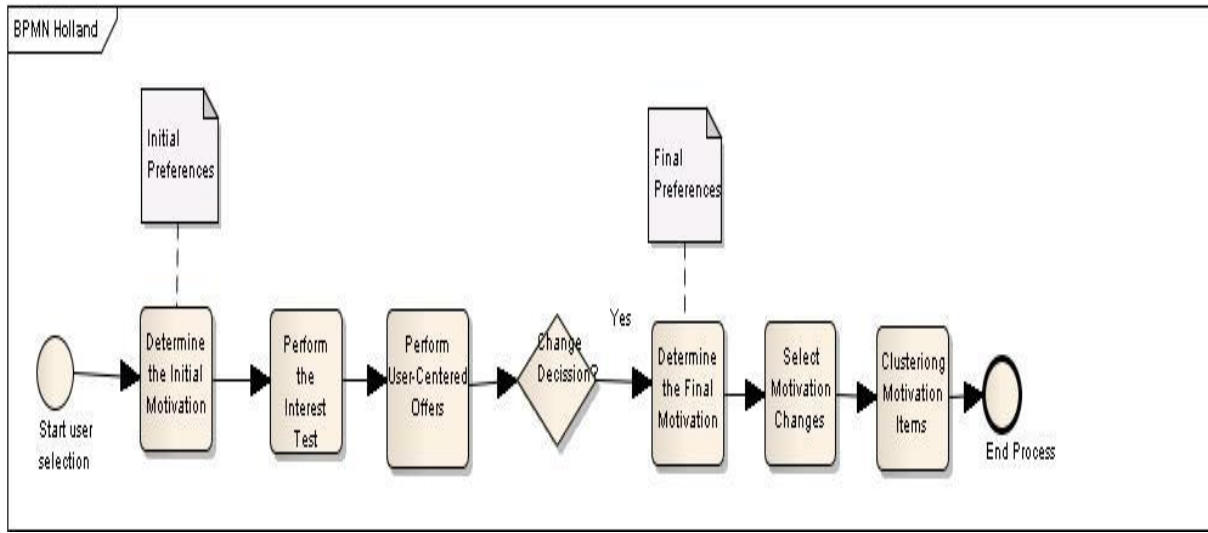 BPMN Holland
Initial
Preferences
Final
Preferences
Start user
selection
Determine
the Initial
Motivation
Perform
the
Interest
Test
Perform
User-Centered
Offers
Change
Decission?
Yes
Determine
the Final
Motivation
Select
Motivation
Changes
Clusteriong
Motivation
Items
End Process